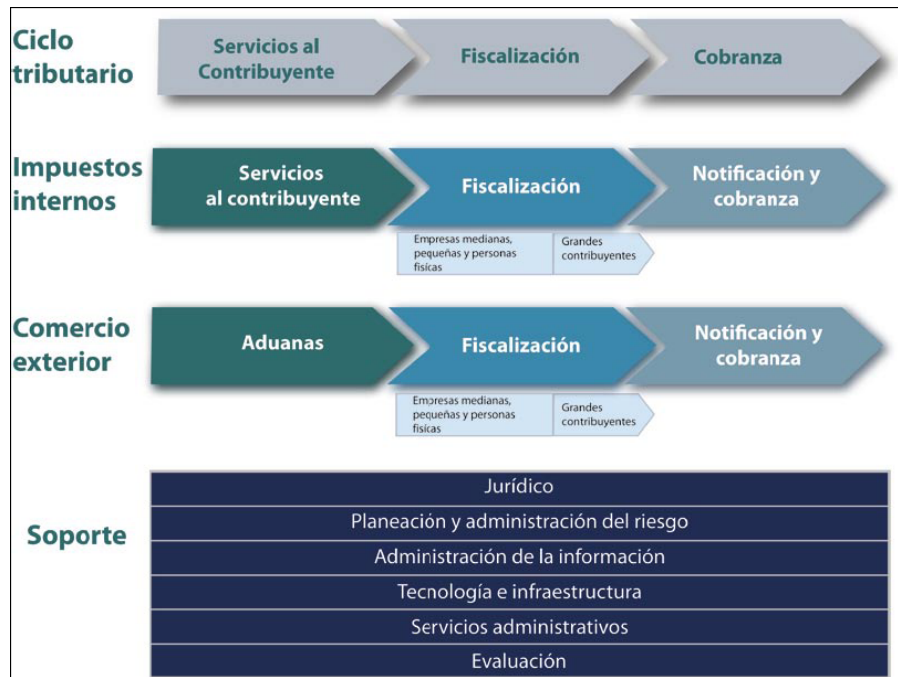 Ciclo
tributario
Servicios al
Contribuyente
Fiscalización
Cobranza
Impuestos
internos
Servicios
al contribuyente
Fiscalización
Notificación y
cobranza
Empresas medianas,
pequeñas y personas
físicas
Grandes
contribuyentes
Comercio
exterior
Aduanas
Fiscalización
Notificación y
cobranza
Empresas medianas,
pequeñas y personas
físicas
Grandes
contribuyentes
Soporte
Jurídico
Planeación y administración del riesgo
Administración de la información
Tecnología e infraestructura
Servicios administrativos
Evaluación